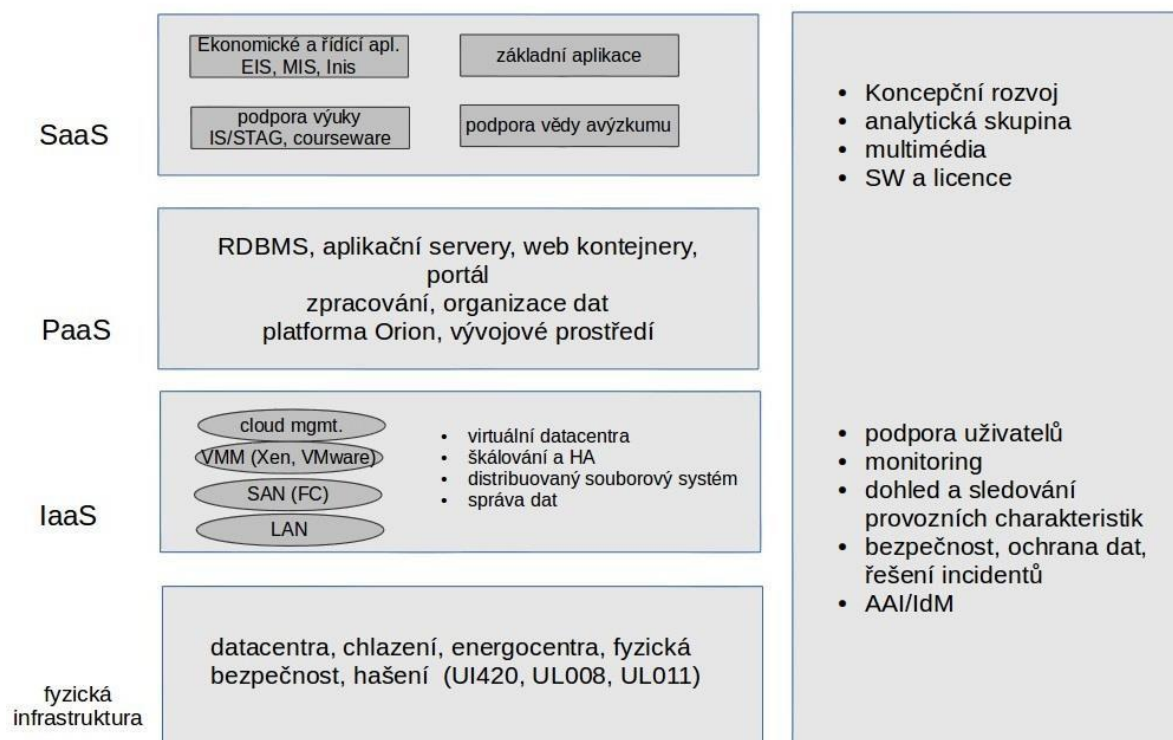 SaaS
Ekonomické a řídící apl.
EIS, MIS, Inis
základní aplikace
podpora výuky
IS/STAG, courseware
podpora vědy avýzkumu
PaaS
RDBMS, aplikační servery, web kontejnery,
portál
zpracování, organizace dat
platforma Orion, vývojové prostředí
IaaS
cloud mgmt.
VMM (Xen, VMware)
SAN (FC)
LAN
• virtuální datacentra
• škálování a HA
• distribuovaný souborový systém
• správa dat
fyzická
infrastruktura
datacentra, chlazení, energocentra, fyzická
bezpečnost, hašení (UI420, UL008, UL011)
• Koncepční rozvoj
• analytická skupina
• multimédia
• SW a licence
• podpora uživatelů
• monitoring
• dohled a sledování
provozních charakteristik
• bezpečnost, ochrana dat,
řešení incidentů
• AAI/IdM